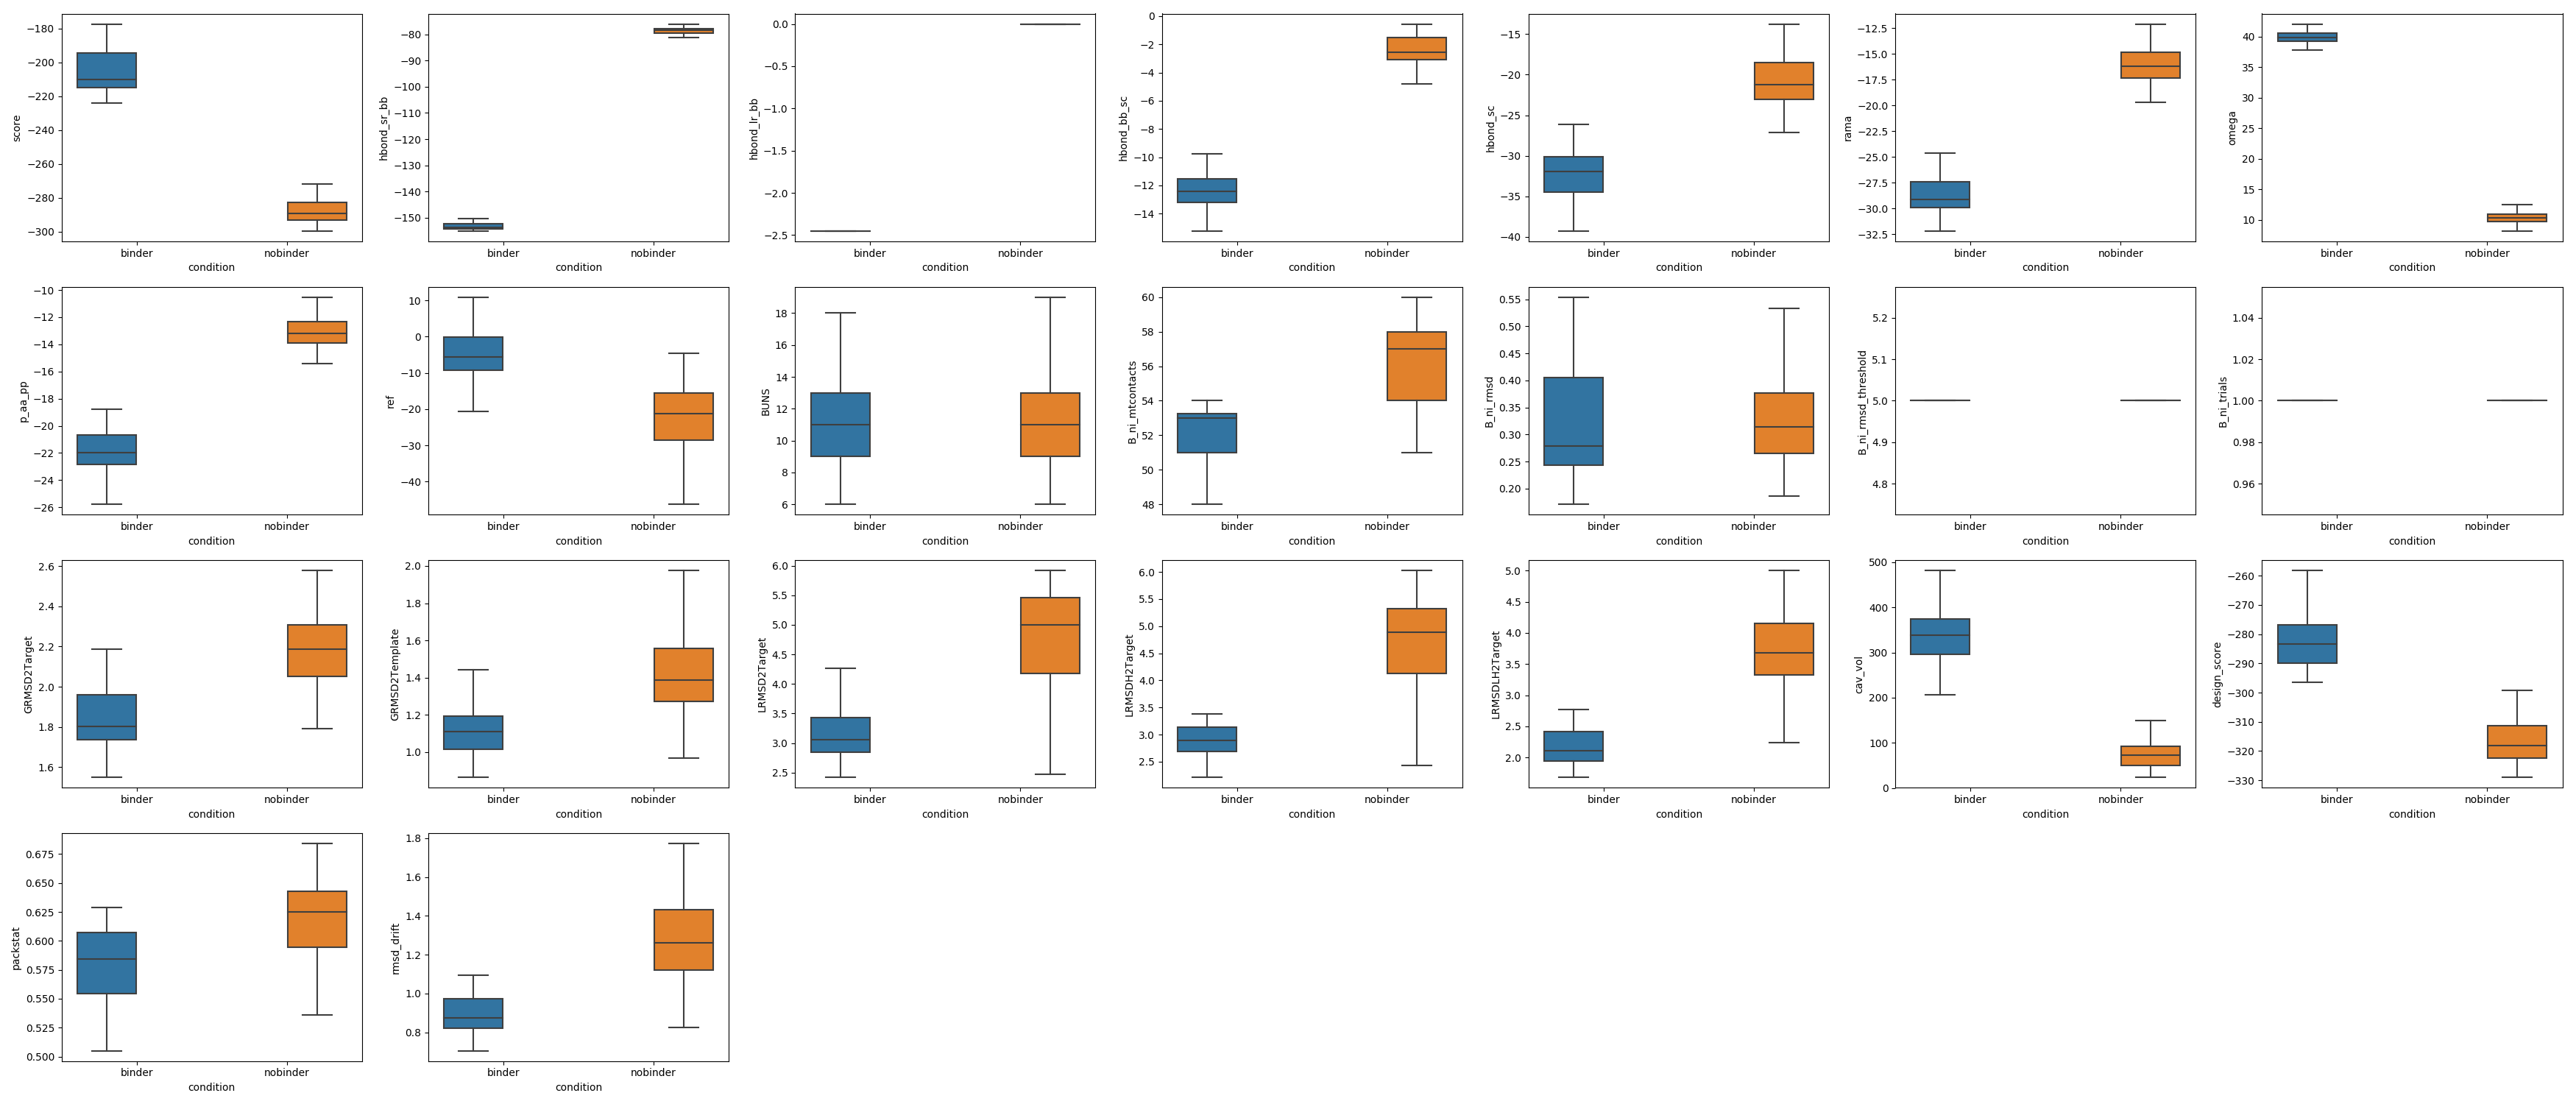 score
−180
−200
−220
−240
−260
−280
−300
binder
nobinder
condition
hbond_sr_bb
−80
−90
−100
−110
−120
−130
−140
−150
binder
nobinder
condition
hbond_lr_bb
0.0
−0.5
−1.0
−1.5
−2.0
−2.5
binder
nobinder
condition
hbond_bb_sc
0
−2
−4
−6
−8
−10
−12
−14
binder
nobinder
condition
hbond_sc
−15
−20
−25
−30
−35
−40
binder
nobinder
condition
rama
−12.5
−15.0
−17.5
−20.0
−22.5
−25.0
−27.5
−30.0
−32.5
binder
nobinder
condition
omega
40
35
30
25
20
15
10
binder
nobinder
condition
p_aa_pp
−10
−12
−14
−16
−18
−20
−22
−24
−26
binder
nobinder
condition
ref
10
0
−10
−20
−30
−40
binder
nobinder
condition
BUNS
18
16
14
12
10
8
6
binder
nobinder
condition
B_ni_mtcontacts
60
58
56
54
52
50
48
binder
nobinder
condition
B_ni_rmsd
0.55
0.50
0.45
0.40
0.35
0.30
0.25
0.20
binder
nobinder
condition
B_ni_rmsd_threshold
5.2
5.1
5.0
4.9
4.8
binder
nobinder
condition
B_ni_trials
1.04
1.02
1.00
0.98
0.96
binder
nobinder
condition
GRMSD2Target
2.6
2.4
2.2
2.0
1.8
1.6
binder
nobinder
condition
GRMSD2Template
2.0
1.8
1.6
1.4
1.2
1.0
binder
nobinder
condition
LRMSD2Target
6.0
5.5
5.0
4.5
4.0
3.5
3.0
2.5
binder
nobinder
condition
LRMSDH2Target
6.0
5.5
5.0
4.5
4.0
3.5
3.0
2.5
binder
nobinder
condition
LRMSDLH2Target
5.0
4.5
4.0
3.5
3.0
2.5
2.0
binder
nobinder
condition
cav_vol
500
400
300
200
100
0
binder
nobinder
condition
design_score
−260
−270
−280
−290
−300
−310
−320
−330
binder
nobinder
condition
packstat
0.675
0.650
0.625
0.600
0.575
0.550
0.525
0.500
binder
nobinder
condition
rmsd_drift
1.8
1.6
1.4
1.2
1.0
0.8
binder
nobinder
condition